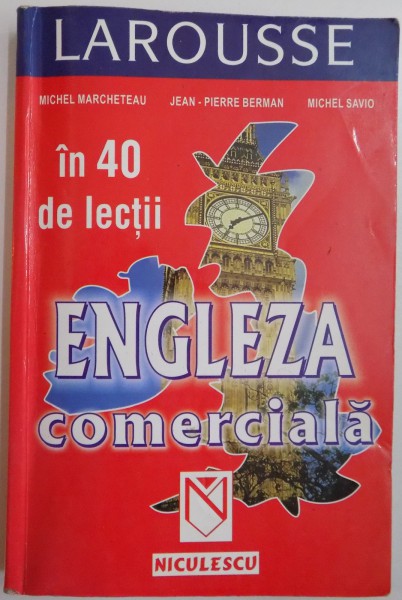 LAROUSSE
MICHEL MARCHETEAU JEAN - PIERRE BERMAN MICHEL SAVIO
în 40
de lecții
ENGLEZA
comercială
NICULESCU